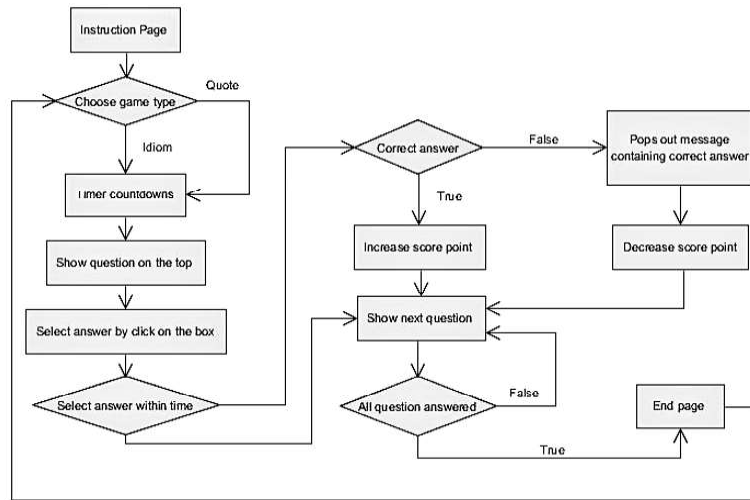 Instruction Page
Choose game type
Quote
Idiom
Timer countdowns
Show question on the top
Select answer by click on the box
Select answer within time
Correct answer
False
True
Pops out message
containing correct answer
Increase score point
Decrease score point
Show next question
All question answered
False
True
End page